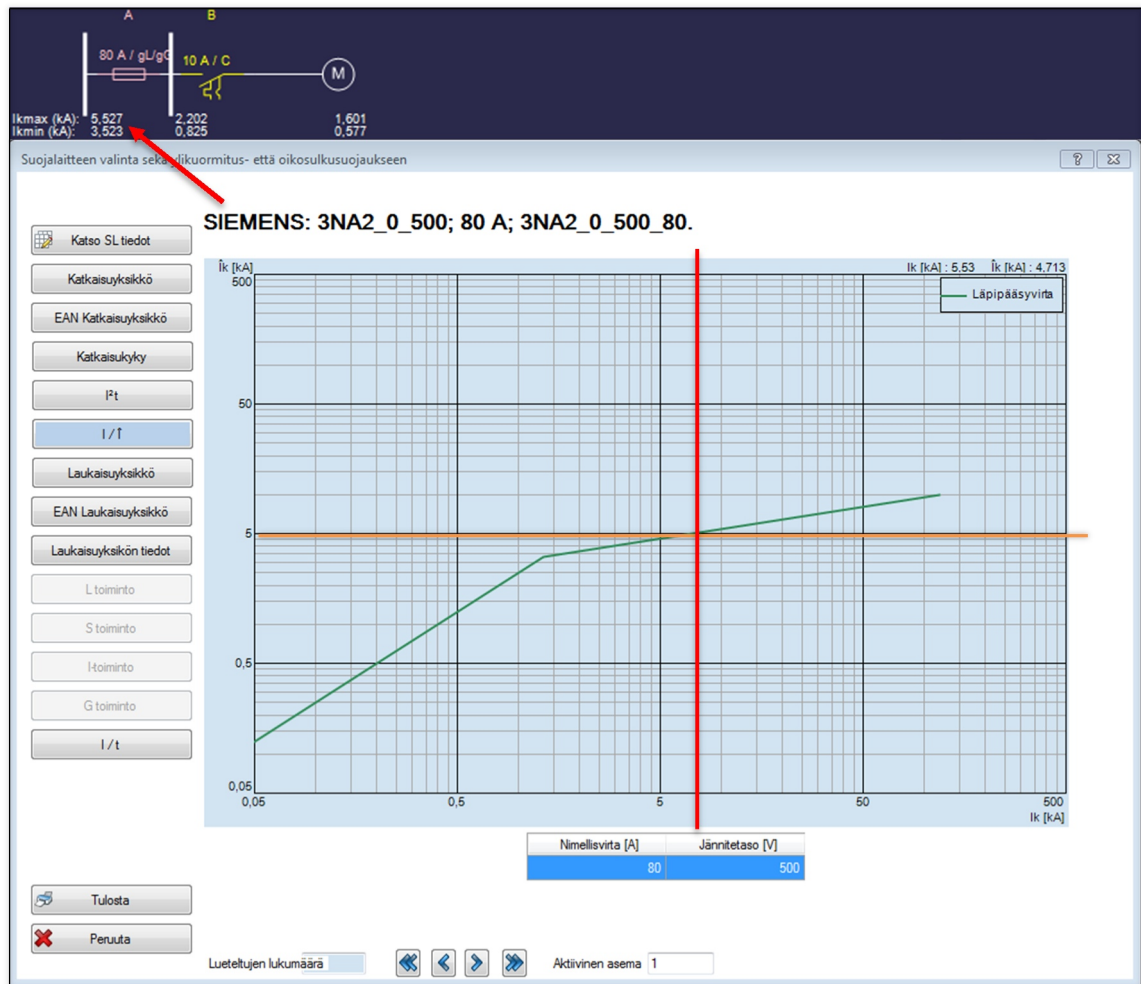 A B
80 A / gL/gG 10 A / C
M
Ikmax (kA): 5,527 2,202 1,601
Ikmin (kA): 3,523 0,825 0,577
Suojalaitteen valinta sekä ylikuormitus- että oikosulkusuojaukseen
SIEMENS: 3NA2_0_500; 80 A; 3NA2_0_500_80.
Katso SL tiedot
Katkaisuyksikkö
EAN Katkaisuyksikkö
Katkaisukyky
I²t
I / Î
Laukaisuyksikkö
EAN Laukaisuyksikkö
Laukaisuyksikön tiedot
L toiminto
S toiminto
I-toiminto
G toiminto
I / t
Îk [kA]
Ik [kA] : 5.53 Îk [kA] : 4.713
Läpipääsyvirta
500
50
5
0,5
0,05
0,05 0,5 5 50 500
Ik [kA]
Nimellisvirta [A] Jännitetaso [V]
80 500
Tulosta
Peruuta
Lueteltujen lukumäärä
Aktiivinen asema 1